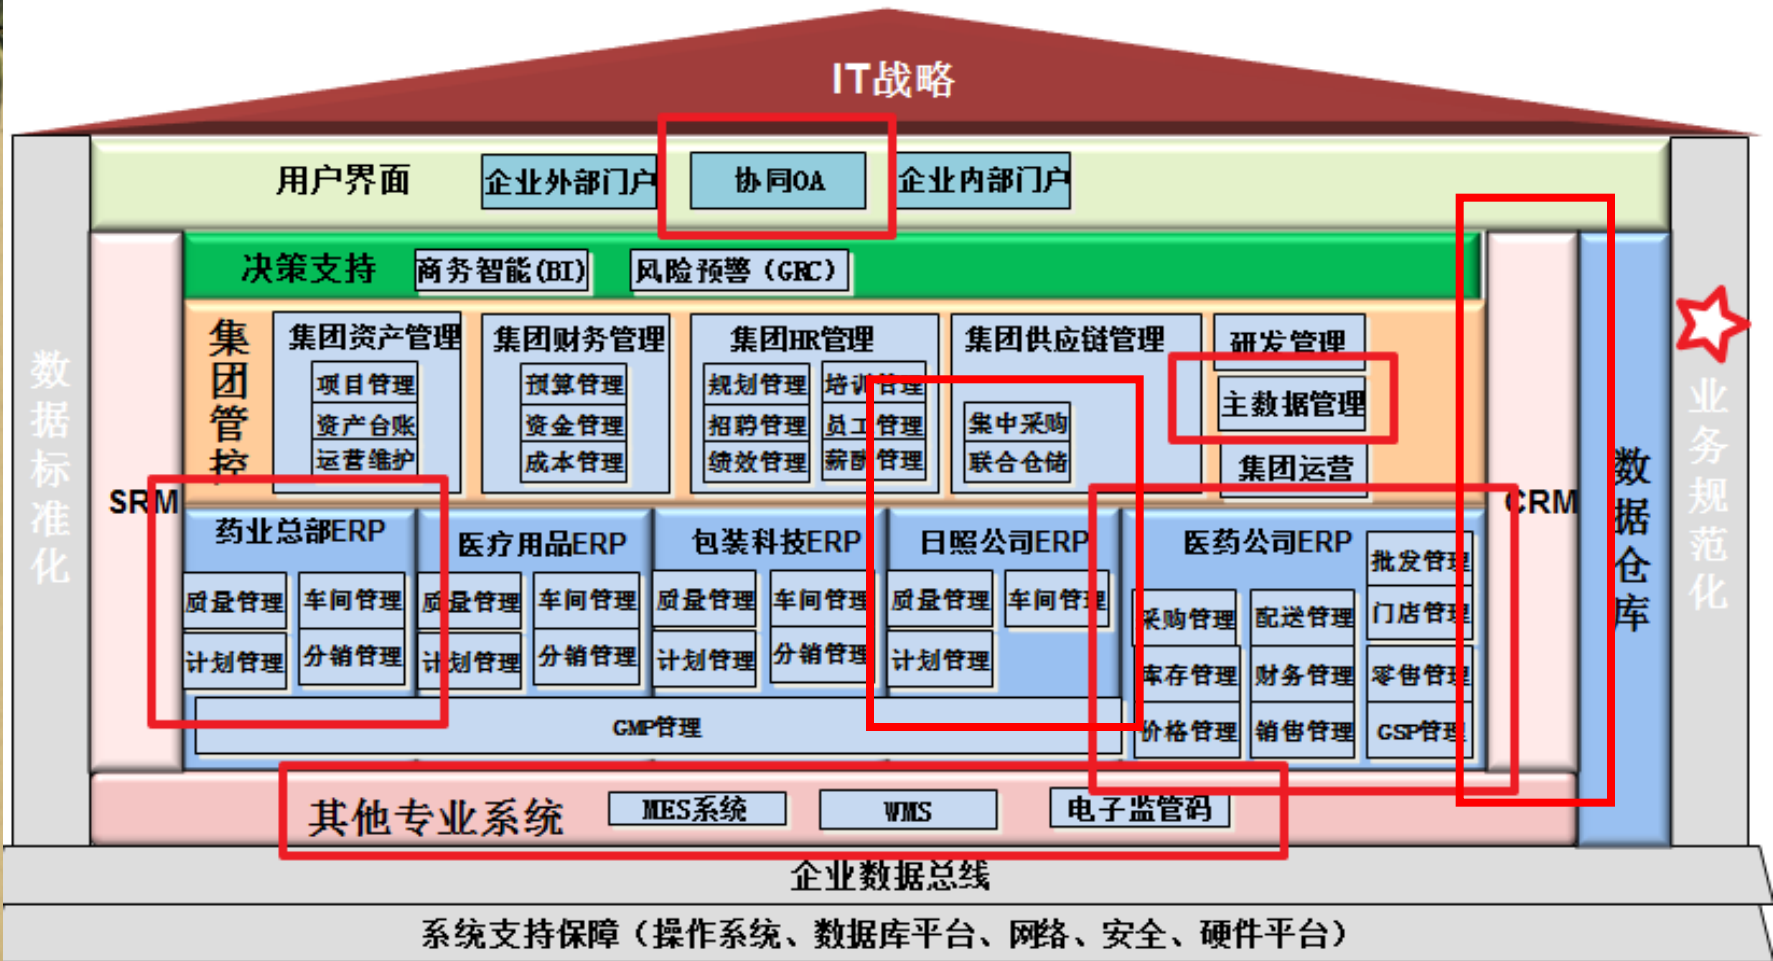 IT战略
用户界面
企业外部门户
协同OA
企业内部门户
决策支持
商务智能(BI)
风险预警（GRC）
集团管控
集团资产管理
项目管理
资产台账
运营维护
集团财务管理
预算管理
资金管理
成本管理
集团HR管理
规划管理
培训管理
招聘管理
员工管理
绩效管理
薪酬管理
集团供应链管理
集中采购
联合仓储
研发管理
主数据管理
集团运营
数据标准化
SRM
CRM
数据仓库
业务规范化
药业总部ERP
质量管理
车间管理
计划管理
分销管理
医疗用品ERP
质量管理
车间管理
计划管理
分销管理
包装科技ERP
质量管理
车间管理
计划管理
分销管理
日照公司ERP
质量管理
车间管理
计划管理
GMP管理
医药公司ERP
批发管理
采购管理
配送管理
门店管理
库存管理
财务管理
零售管理
价格管理
销售管理
GSP管理
其他专业系统
MES系统
WMS
电子监管码
企业数据总线
系统支持保障（操作系统、数据库平台、网络、安全、硬件平台）